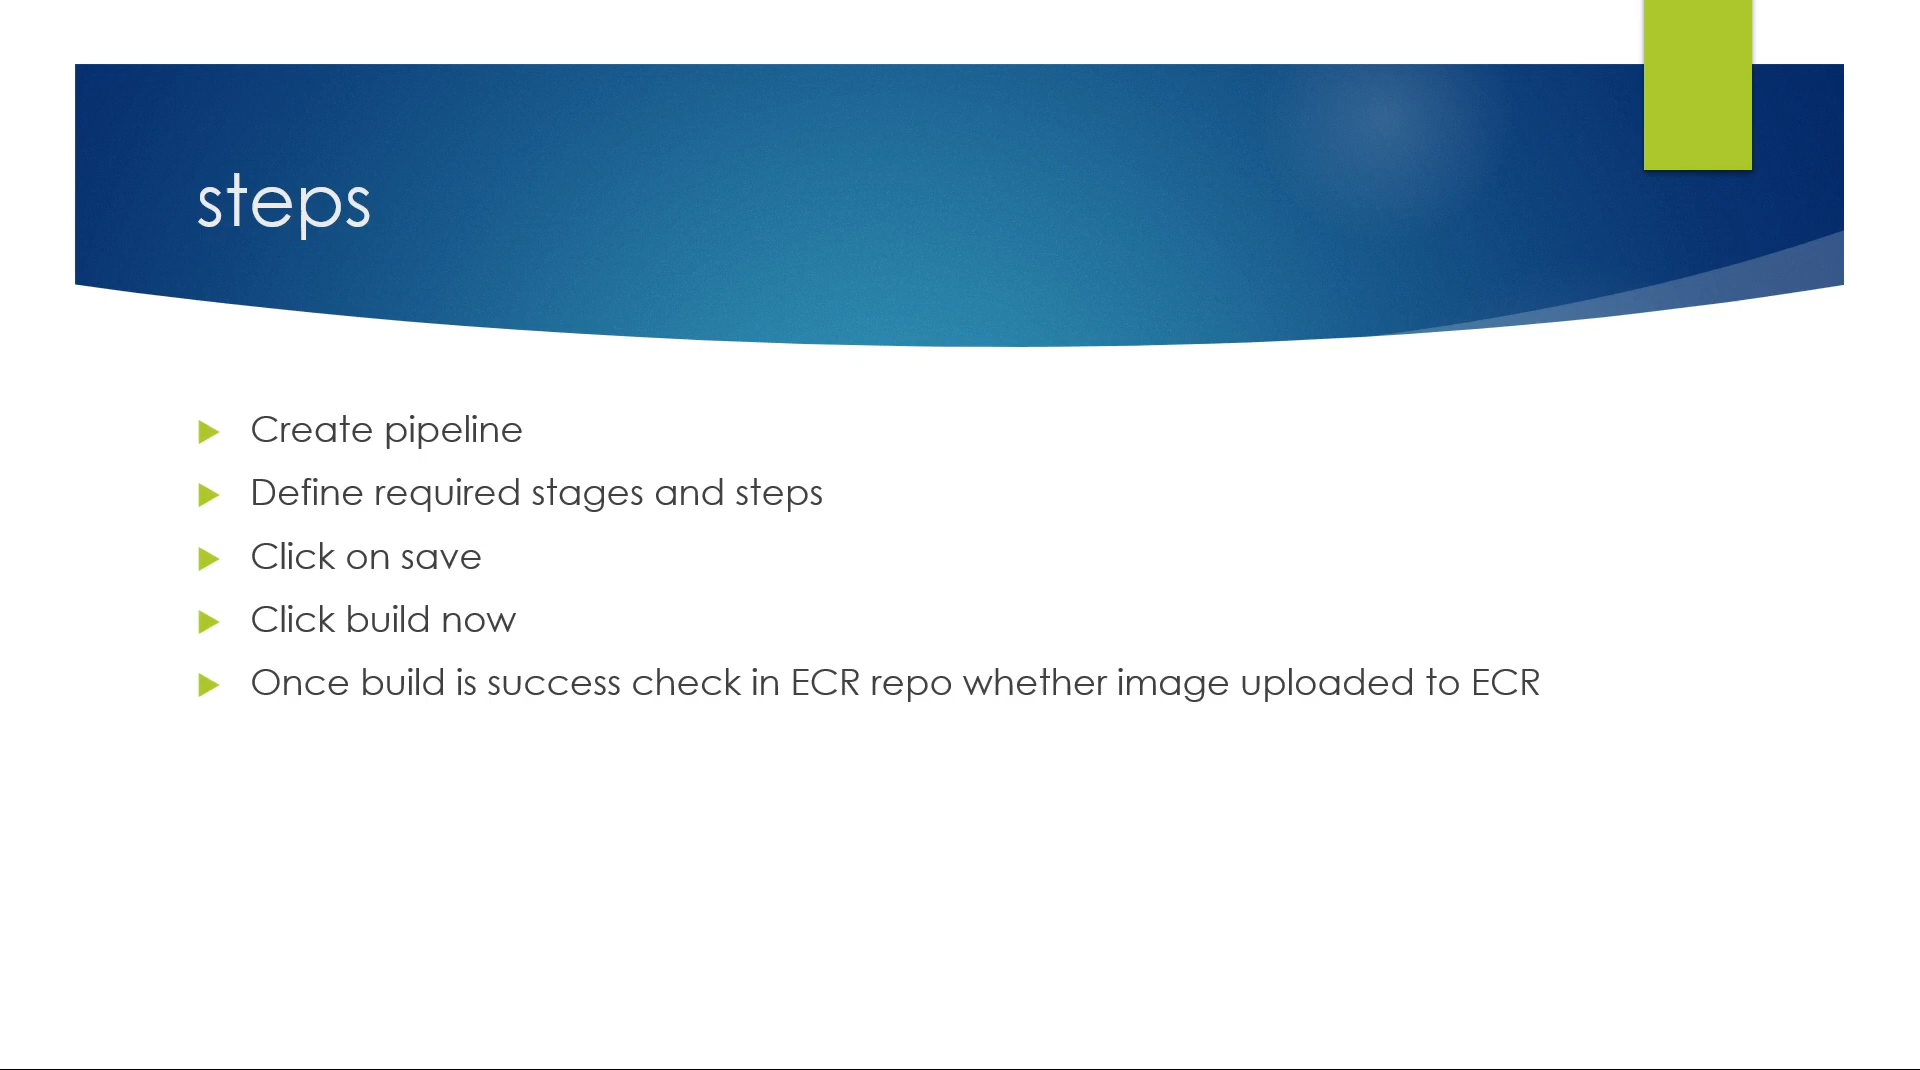 steps
Create pipeline
Define required stages and steps
Click on save
Click build now
Once build is success check in ECR repo whether image uploaded to ECR